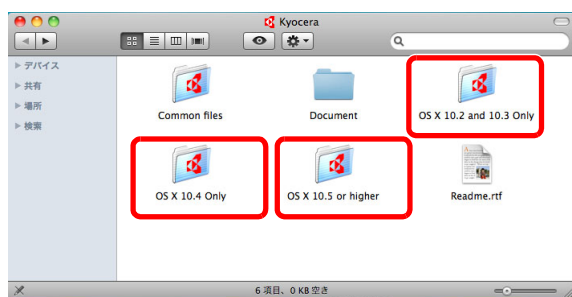 Kyocera
デバイス
共有
場所
検索
Common files
Document
OS X 10.2 and 10.3 Only
OS X 10.4 Only
OS X 10.5 or higher
Readme.rtf
6 項目、0 KB 空き